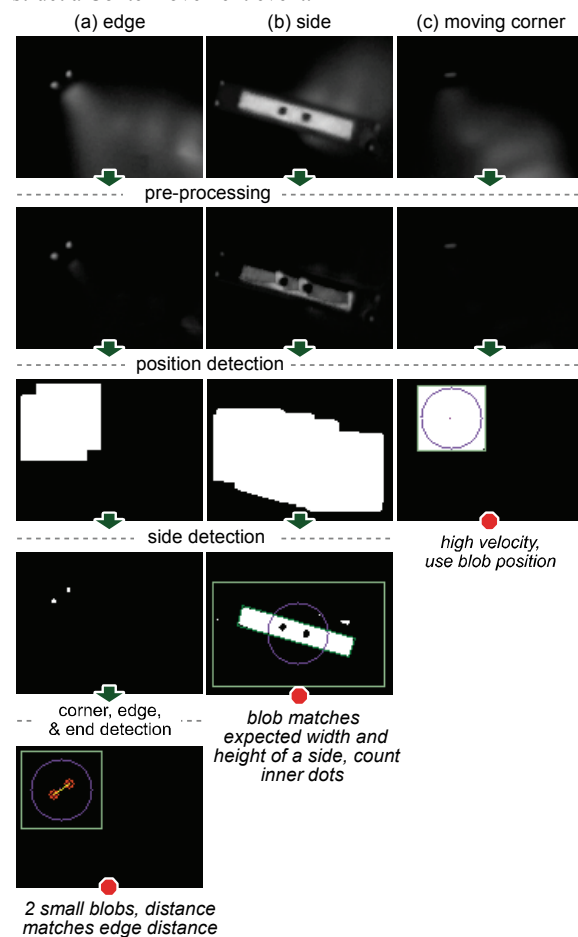 (a) edge (b) side (c) moving corner
pre-processing
position detection
high velocity,
use blob position
side detection
blob matches
expected width and
height of a side, count
inner dots
corner, edge,
& end detection
2 small blobs, distance
matches edge distance